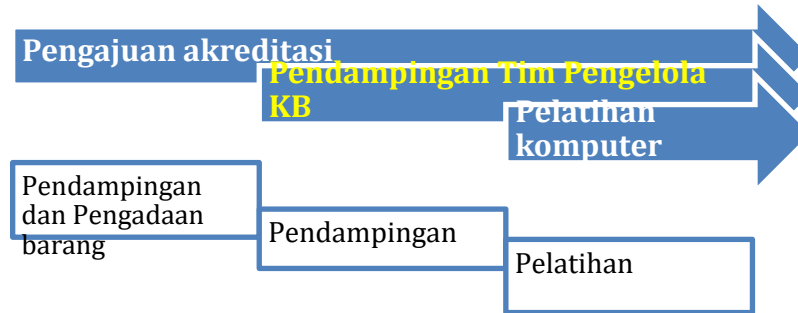 Pengajuan akreditasi
Pendampingan Tim Pengelola
KB
Pelatihan
komputer
Pendampingan
dan Pengadaan
barang
Pendampingan
Pelatihan